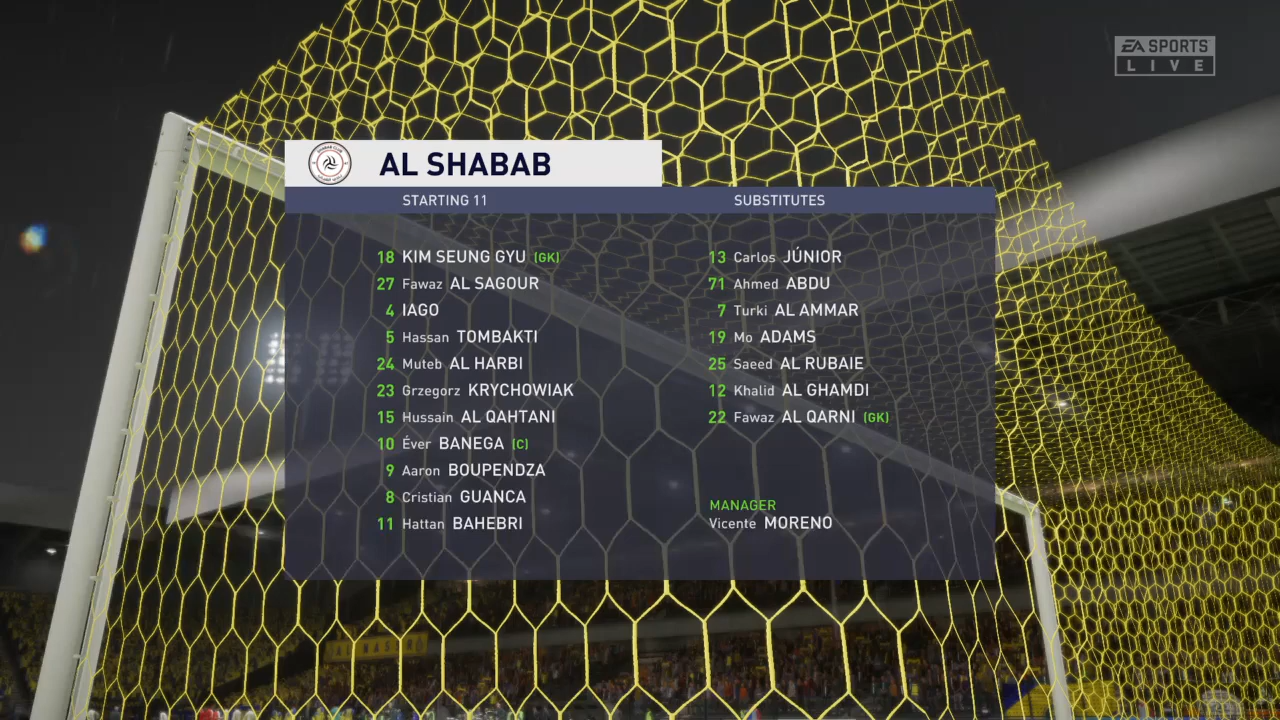 EA SPORTS
LIVE
AL SHABAB
STARTING 11
18 KIM SEUNG GYU (GK)
27 Fawaz AL SAGOUR
4 IAGO
5 Hassan TOMBAKTI
24 Muteb AL HARBI
23 Grzegorz KRYCHOWIAK
15 Hussain AL QAHTANI
10 Éver BANEGA (C)
9 Aaron BOUPENDZA
8 Cristian GUANCA
11 Hattan BAHEBRI
SUBSTITUTES
13 Carlos JÚNIOR
71 Ahmed ABDU
7 Turki AL AMMAR
19 Mo ADAMS
25 Saeed AL RUBAIE
12 Khalid AL GHAMDI
22 Fawaz AL QARNI (GK)
MANAGER
Vicente MORENO